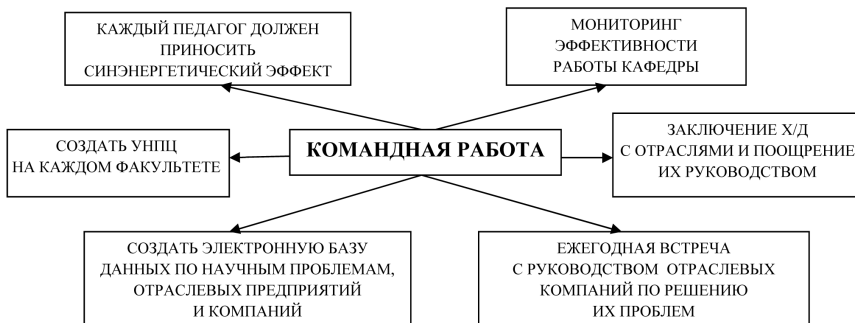 КАЖДЫЙ ПЕДАГОГ ДОЛЖЕН
ПРИНОСИТЬ
СИНЭНЕРГЕТИЧЕСКИЙ ЭФФЕКТ
МОНИТОРИНГ
ЭФФЕКТИВНОСТИ
РАБОТЫ КАФЕДРЫ
СОЗДАТЬ УНПЦ
НА КАЖДОМ ФАКУЛЬТЕТЕ
КОМАНДНАЯ РАБОТА
ЗАКЛЮЧЕНИЕ Х/Д
С ОТРАСЛЯМИ И ПООЩРЕНИЕ
ИХ РУКОВОДСТВОМ
СОЗДАТЬ ЭЛЕКТРОННУЮ БАЗУ
ДАННЫХ ПО НАУЧНЫМ ПРОБЛЕМАМ,
ОТРАСЛЕВЫХ ПРЕДПРИЯТИЙ
И КОМПАНИЙ
ЕЖЕГОДНАЯ ВСТРЕЧА
С РУКОВОДСТВОМ ОТРАСЛЕВЫХ
КОМПАНИЙ ПО РЕШЕНИЮ
ИХ ПРОБЛЕМ